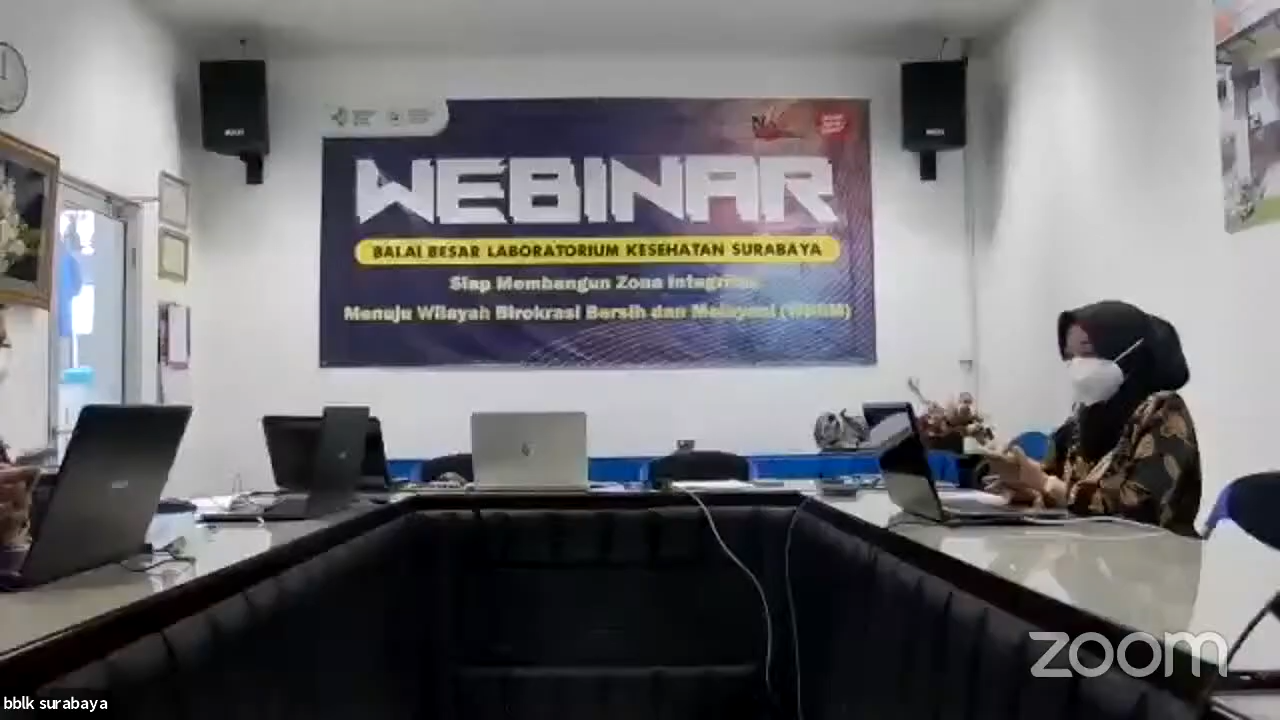 WEBINAR
BALAI BESAR LABORATORIUM KESEHATAN SURABAYA
Siap Membangun Zona Integritas
Menuju Wilayah Birokrasi Bersih dan Melayani (WBBM)
zoom
bblk surabaya